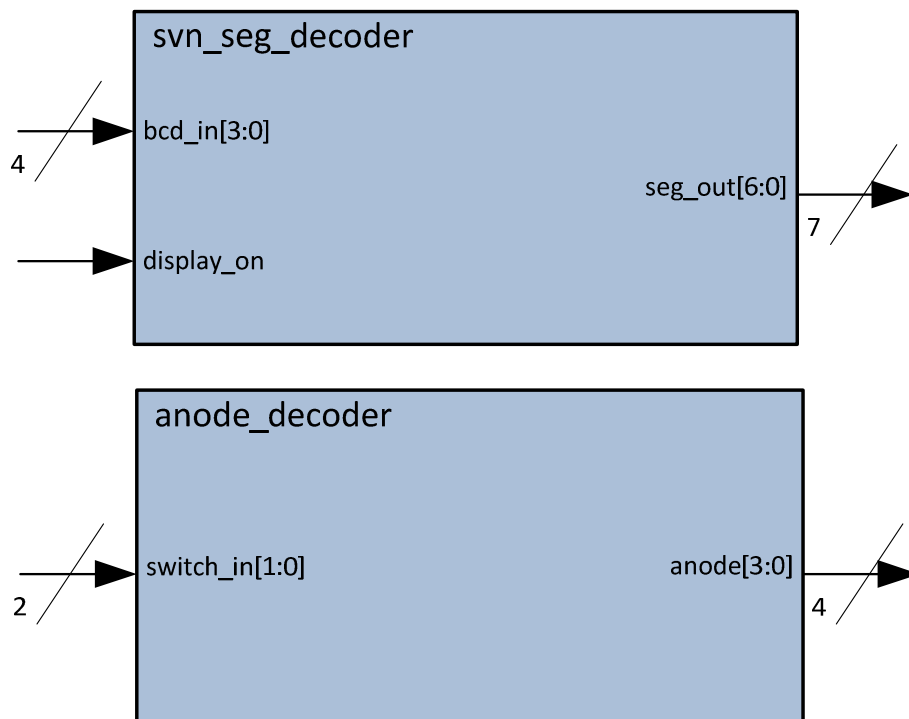 svn_seg_decoder
bcd_in[3:0]
4
seg_out[6:0]
7
display_on
anode_decoder
switch_in[1:0]
anode[3:0]
2
4